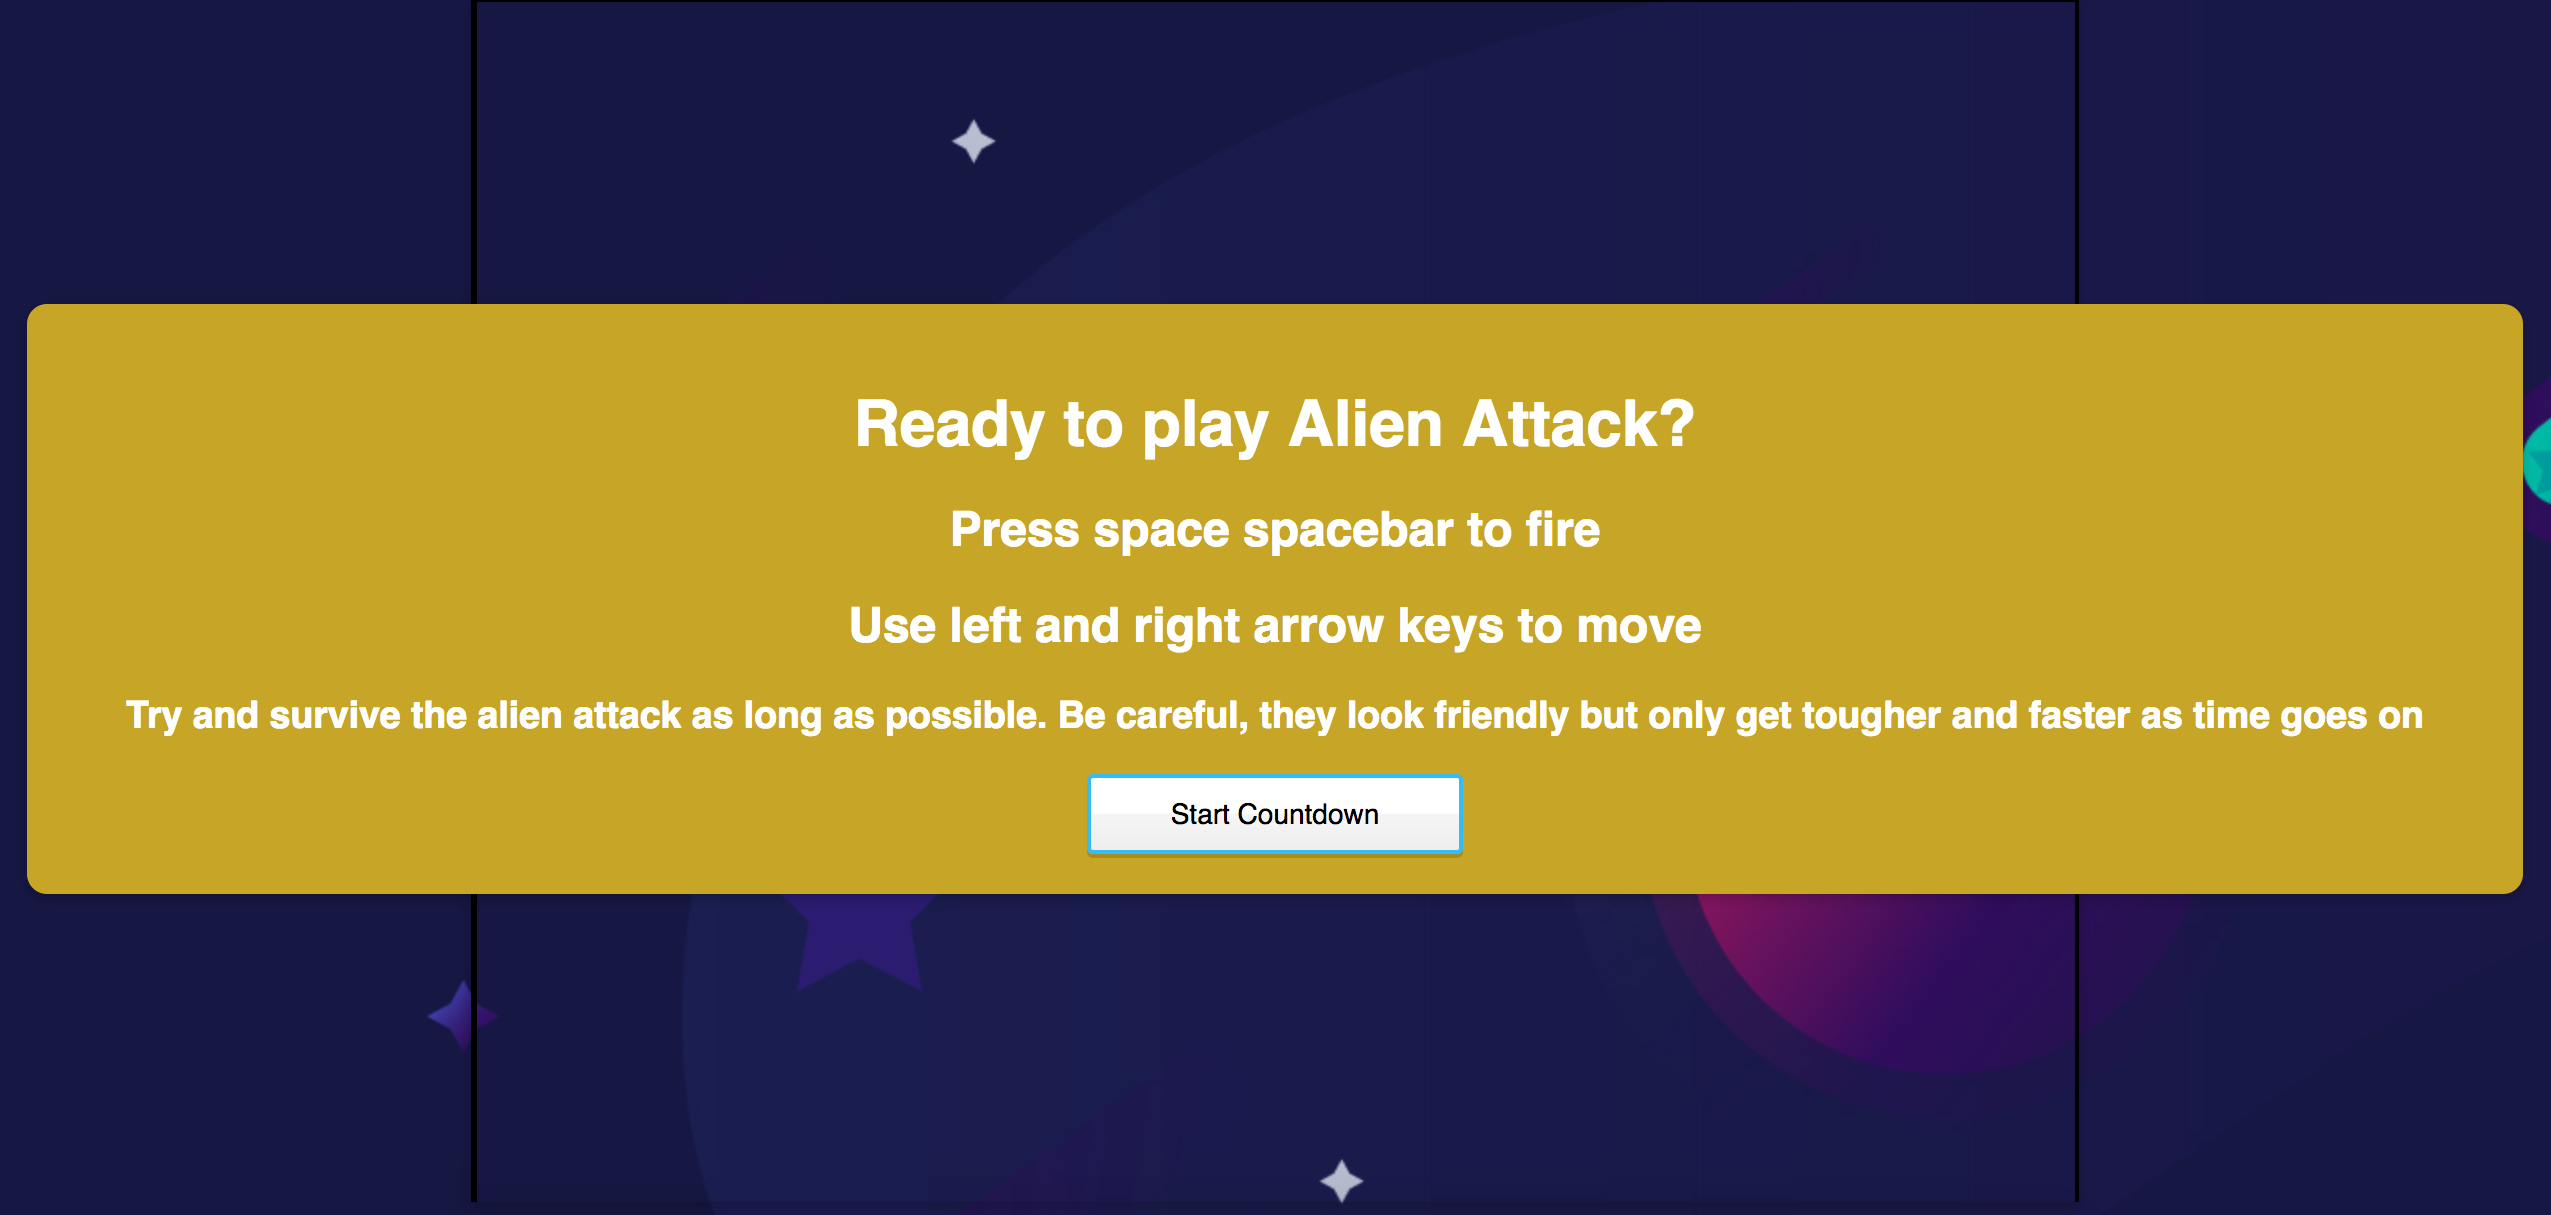 Ready to play Alien Attack?
Press space spacebar to fire
Use left and right arrow keys to move
Try and survive the alien attack as long as possible. Be careful, they look friendly but only get tougher and faster as time goes on
Start Countdown